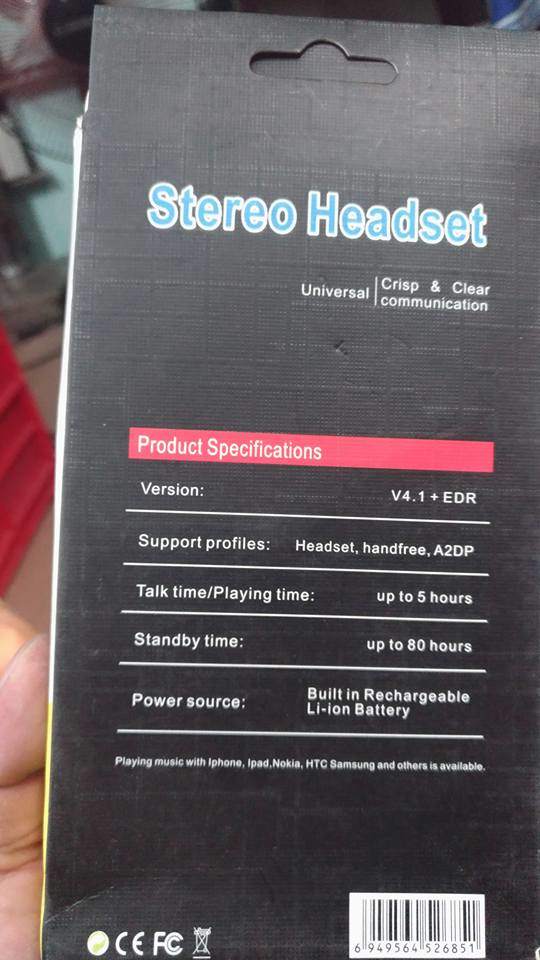 Stereo Headset
Universal
Crisp & Clear
communication
Product Specifications
Version: V4.1 + EDR
Support profiles: Headset, handfree, A2DP
Talk time/Playing time: up to 5 hours
Standby time: up to 80 hours
Power source: Built in Rechargeable
Li-ion Battery
Playing music with Iphone, Ipad,Nokia, HTC Samsung and others is available.
CE FC
6 949564 526851